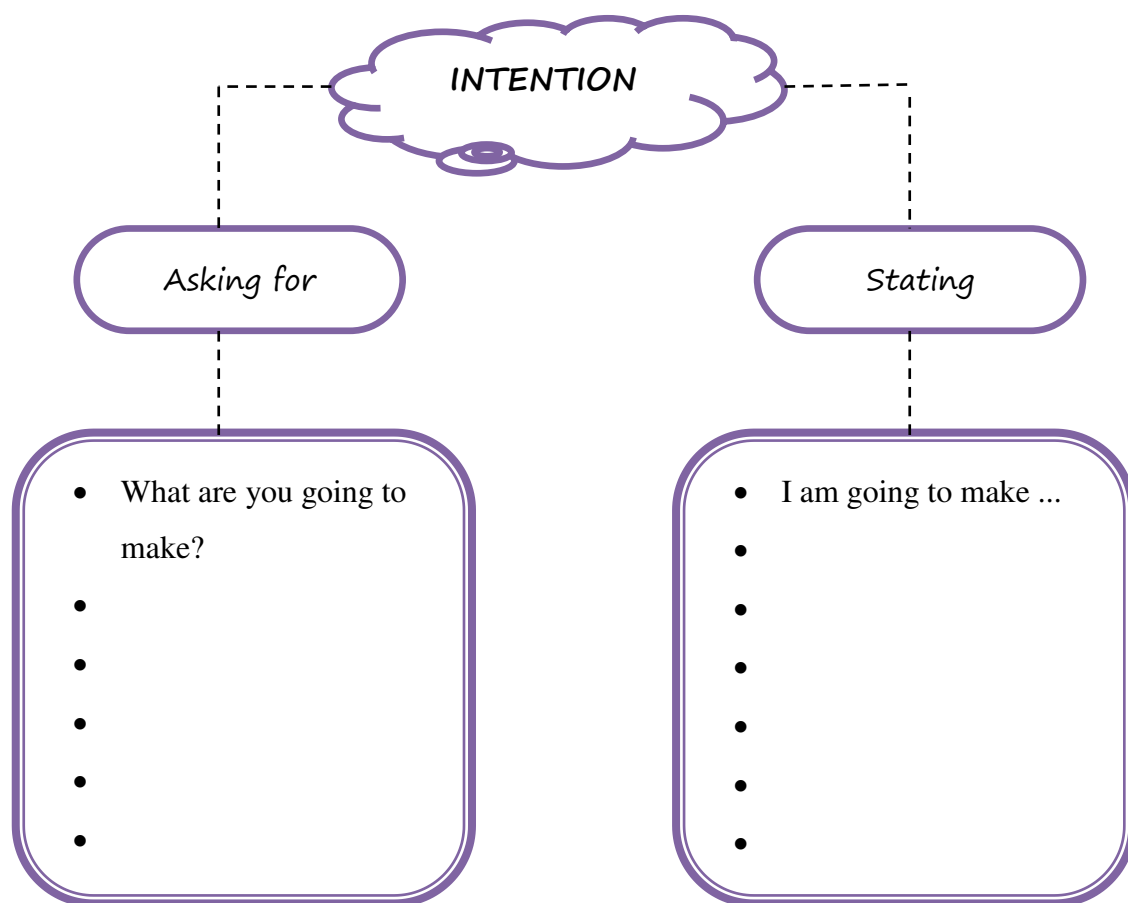 INTENTION
Asking for
Stating
• What are you going to
make?
•
•
•
•
•
• I am going to make ...
•
•
•
•
•
•